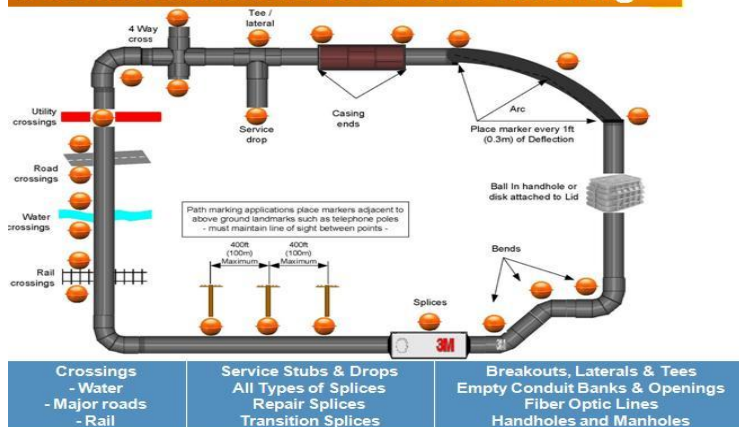 Tee /
lateral
4 Way
cross
Utility
crossings
Casing
ends
Arc
Place marker every 1ft
(0.3m) of Deflection
Service
drop
Road
crossings
Ball In handhole or
disk attached to Lid
Water
crossings
Path marking applications place markers adjacent to
above ground landmarks such as telephone poles
- must maintain line of sight between points -
400ft
(100m)
Maximum
400ft
(100m)
Maximum
Bends
Rail
crossings
Splices
3M
3M
Crossings
- Water
- Major roads
- Rail
Service Stubs & Drops
All Types of Splices
Repair Splices
Transition Splices
Breakouts, Laterals & Tees
Empty Conduit Banks & Openings
Fiber Optic Lines
Handholes and Manholes